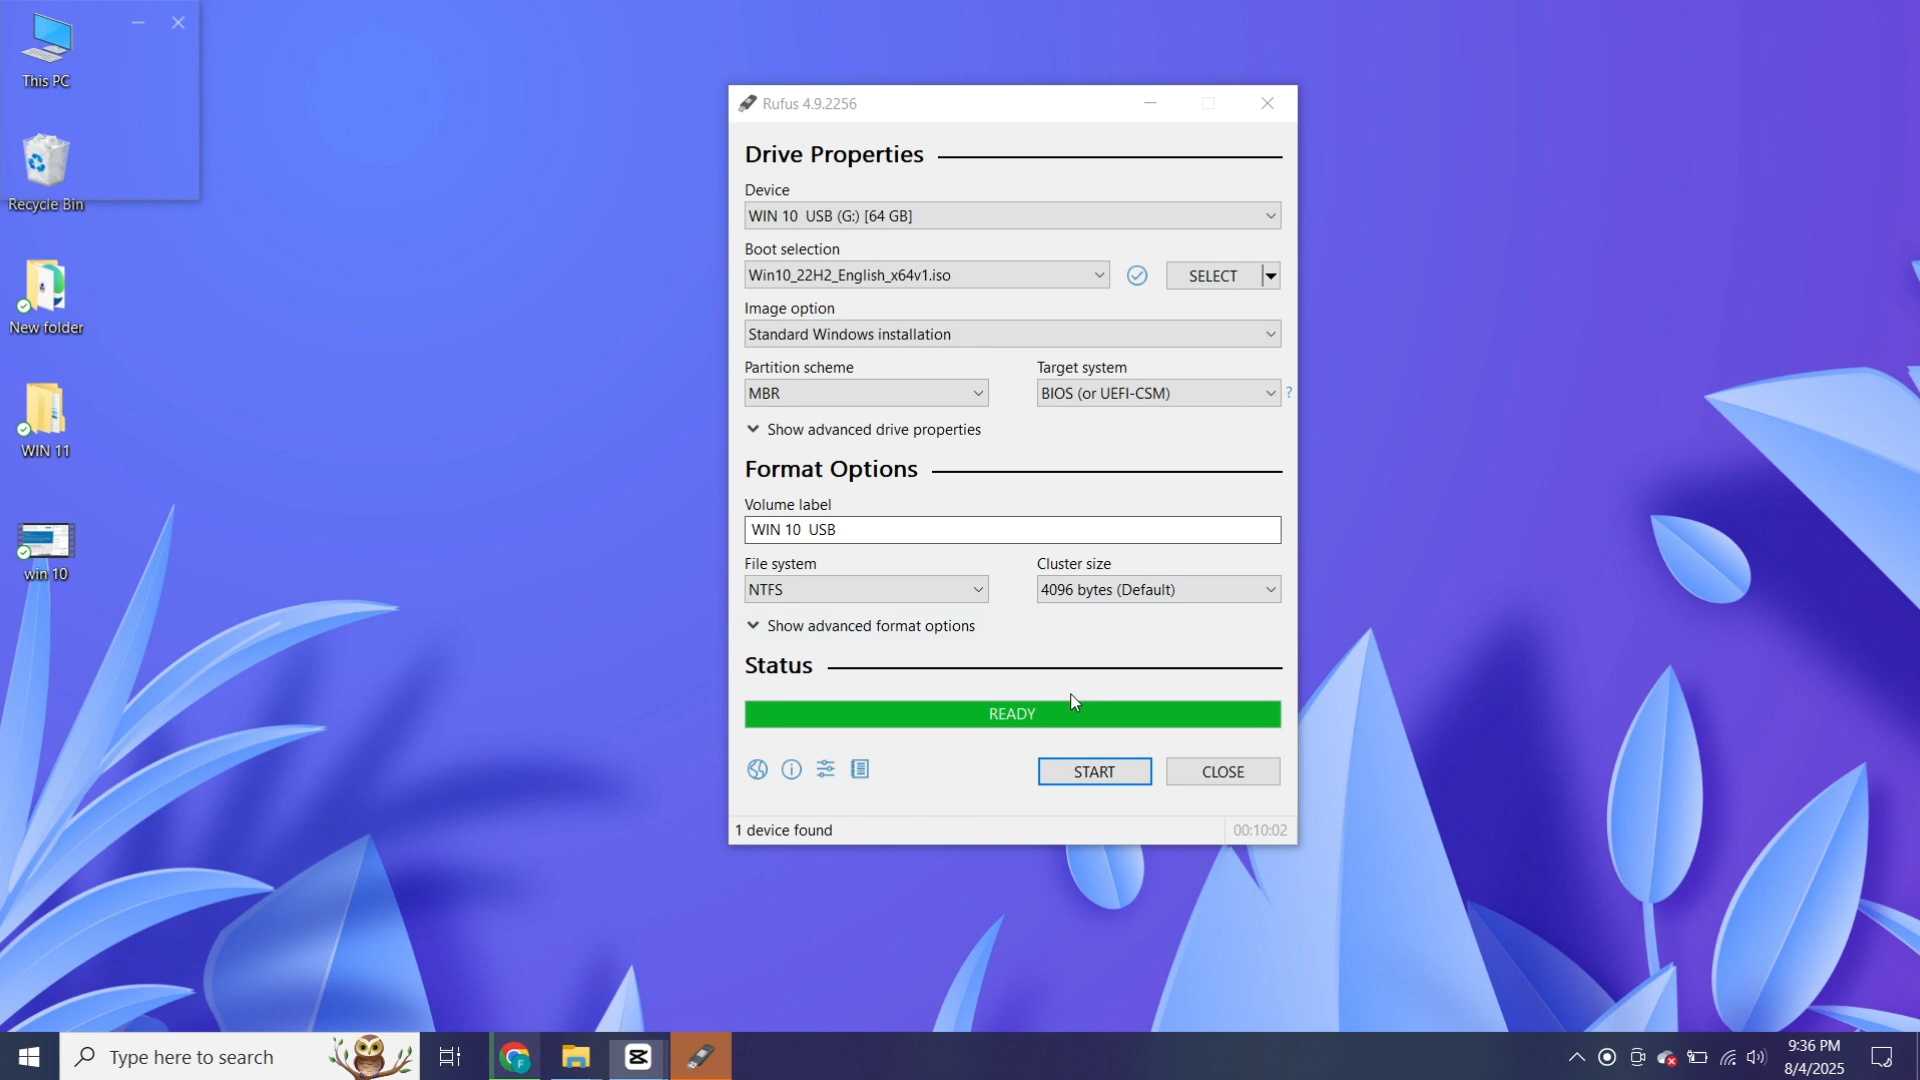 This PC
Recycle Bin
New folder
WIN 11
win 10
Rufus 4.9.2256
Drive Properties
Device
WIN 10  USB (G:) [64 GB]
Boot selection
Win10_22H2_English_x64v1.iso
SELECT
Image option
Standard Windows installation
Partition scheme
Target system
MBR
BIOS (or UEFI-CSM)
?
Show advanced drive properties
Format Options
Volume label
WIN 10  USB
File system
Cluster size
NTFS
4096 bytes (Default)
Show advanced format options
Status
READY
START
CLOSE
1 device found
00:10:02
Type here to search
F
9:36 PM
8/4/2025